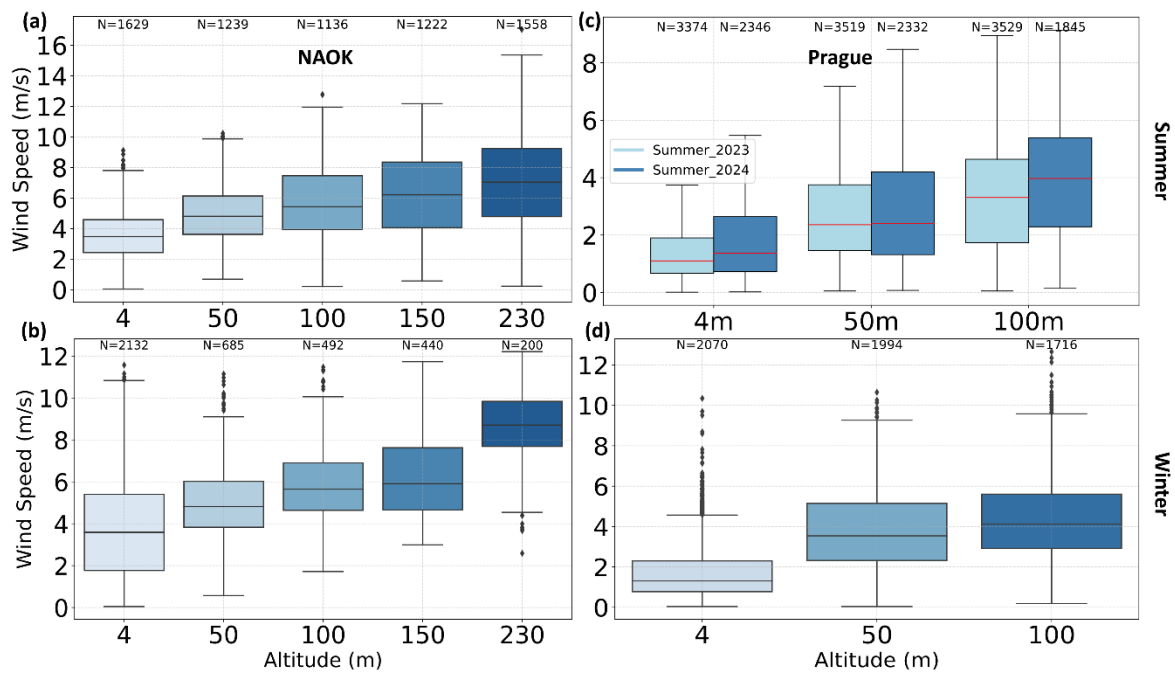 (a)
N=1629 N=1239 N=1136 N=1222 N=1558
NAOK
Wind Speed (m/s)
16
14
12
10
8
6
4
2
0
4 50 100 150 230
(c)
N=3374 N=2346 N=3519 N=2332 N=3529 N=1845
Prague
Summer_2023
Summer_2024
Wind Speed (m/s)
8
6
4
2
0
4m 50m 100m
Summer
(b)
N=2132 N=685 N=492 N=440 N=200
Wind Speed (m/s)
12
10
8
6
4
2
0
4 50 100 150 230
Altitude (m)
(d)
N=2070 N=1994 N=1716
12
10
8
6
4
2
0
4 50 100
Altitude (m)
Winter